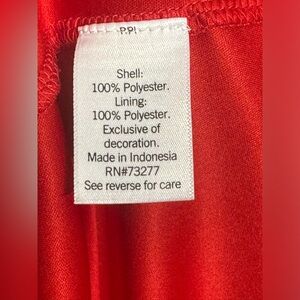 Shell:
100% Polyester.
Lining:
100% Polyester.
Exclusive of
decoration.
Made in Indonesia
RN#73277
See reverse for care